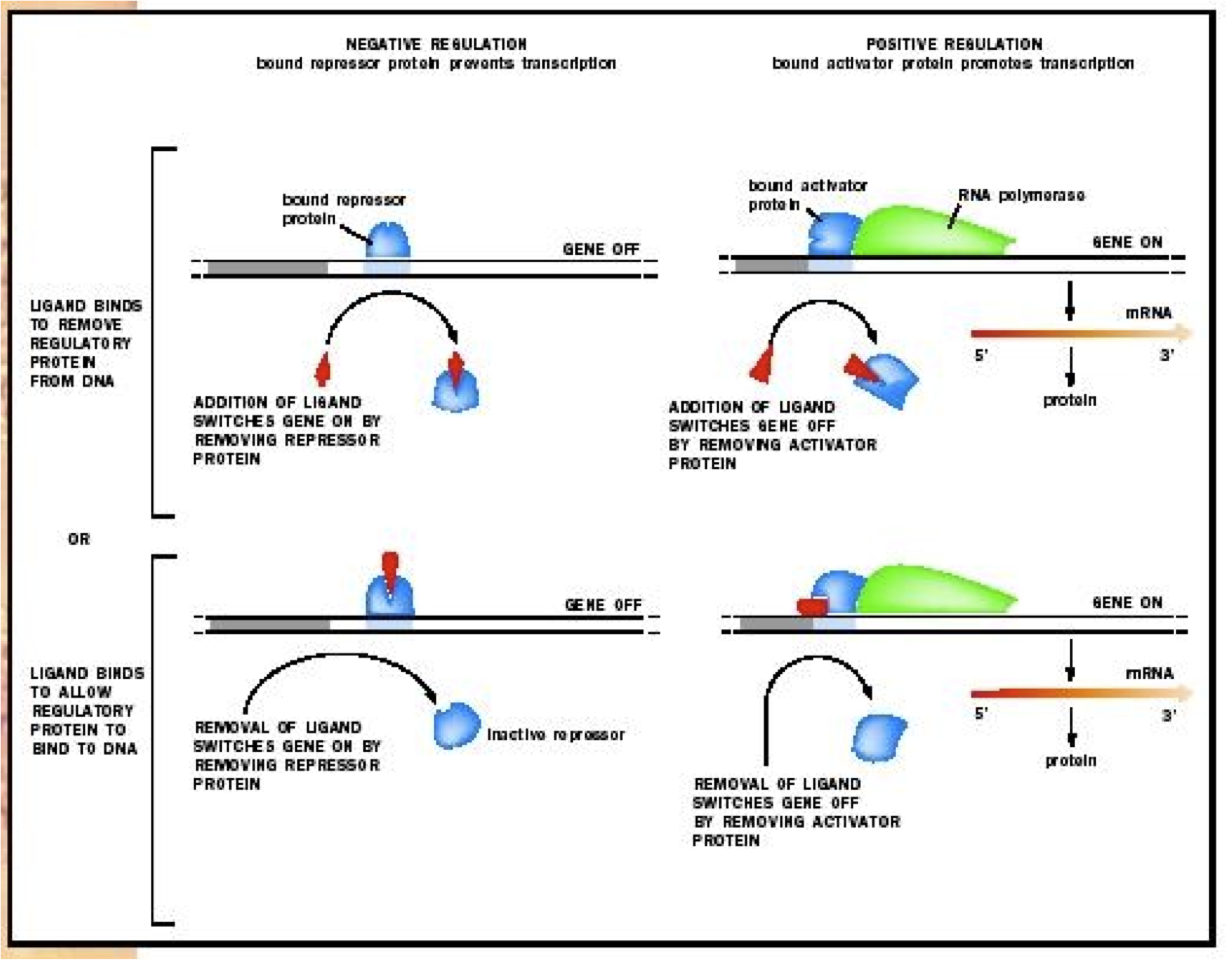 NEGATIVE REGULATION
bound repressor protein prevents transcription
POSITIVE REGULATION
bound activator protein promotes transcription
bound repressor
protein
GENE OFF
bound activator
protein
RNA polymerase
GENE ON
LIGAND BINDS
TO REMOVE
REGULATORY
PROTEIN
FROM DNA
ADDITION OF LIGAND
SWITCHES GENE ON BY
REMOVING REPRESSOR
PROTEIN
ADDITION OF LIGAND
SWITCHES GENE OFF
BY REMOVING ACTIVATOR
PROTEIN
mRNA
5'
3'
protein
OR
GENE OFF
GENE ON
LIGAND BINDS
TO ALLOW
REGULATORY
PROTEIN TO
BIND TO DNA
REMOVAL OF LIGAND
SWITCHES GENE ON BY
REMOVING REPRESSOR
PROTEIN
inactive repressor
REMOVAL OF LIGAND
SWITCHES GENE OFF
BY REMOVING ACTIVATOR
PROTEIN
mRNA
5'
3'
protein